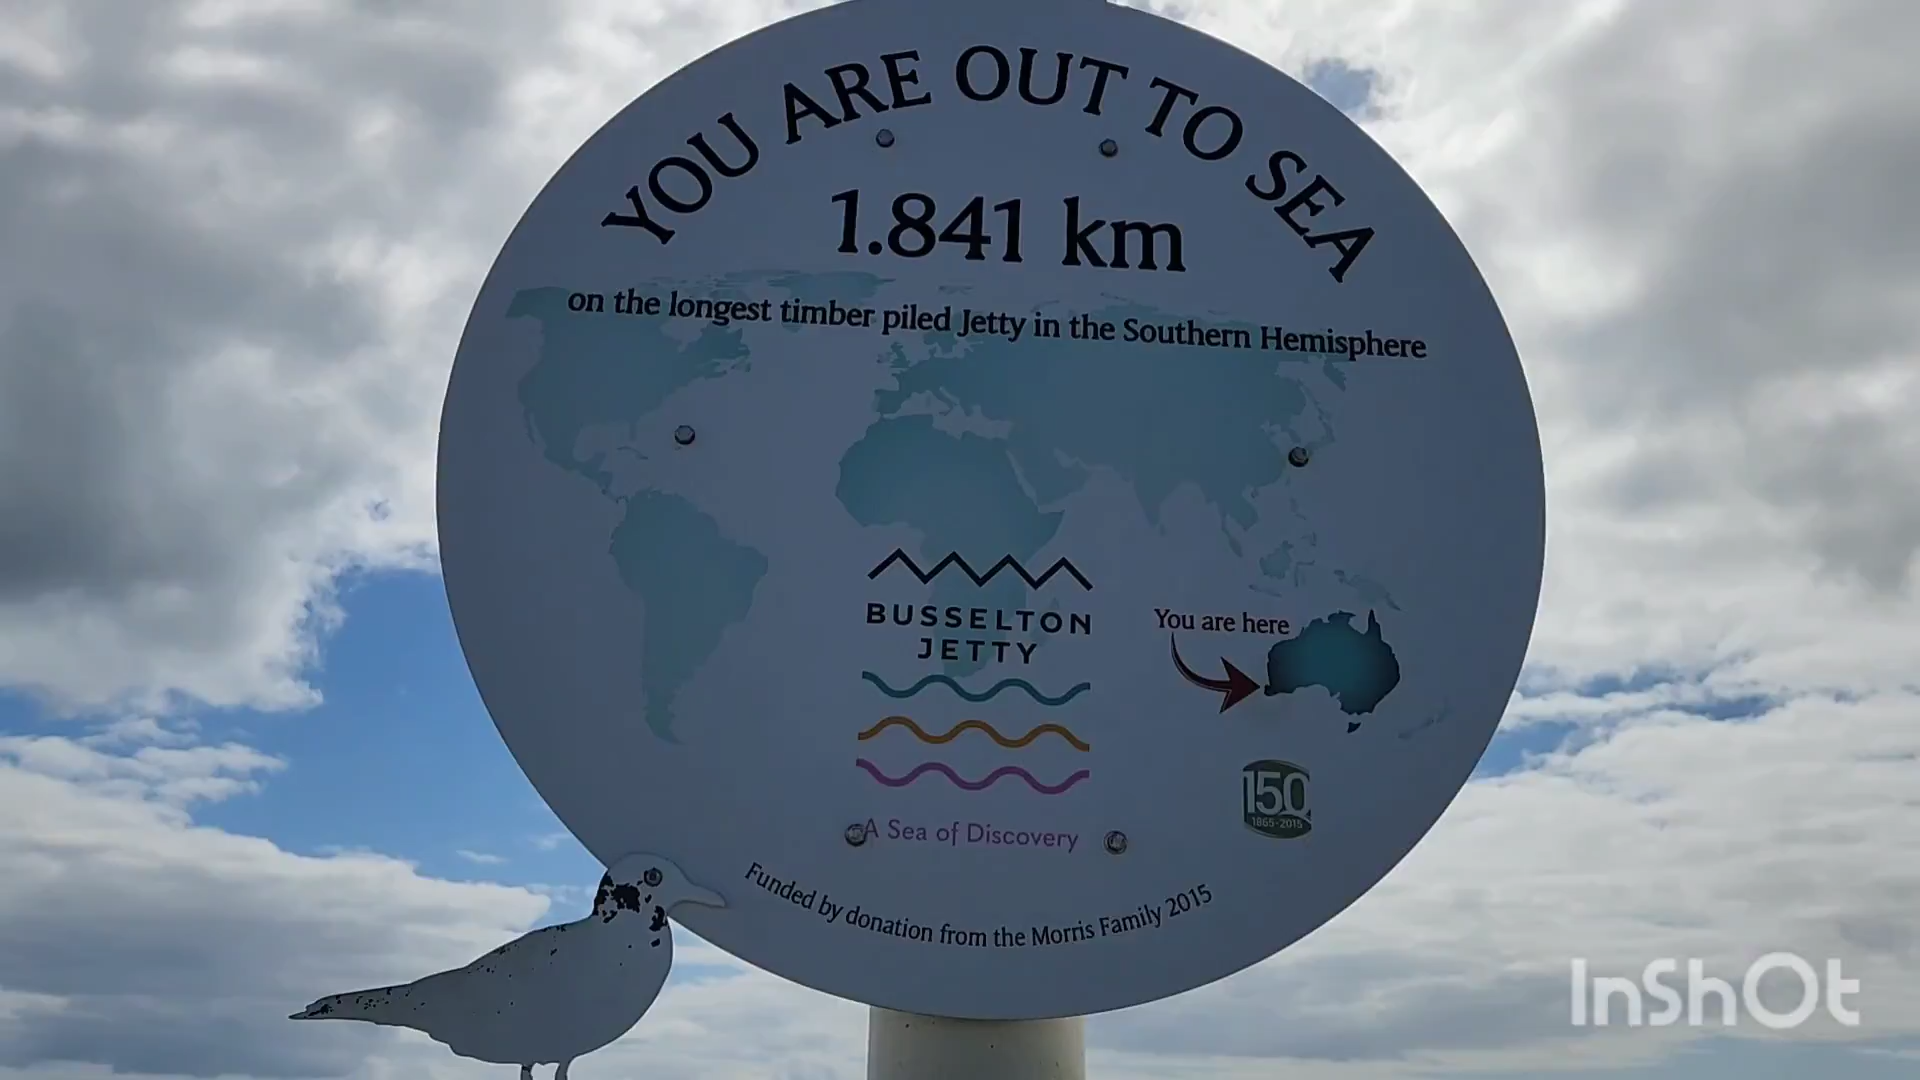 YOU ARE OUT TO SEA
1.841 km
on the longest timber piled Jetty in the Southern Hemisphere
BUSSELTON
JETTY
You are here
150
1865-2015
A Sea of Discovery
Funded by donation from the Morris Family 2015
InShOt